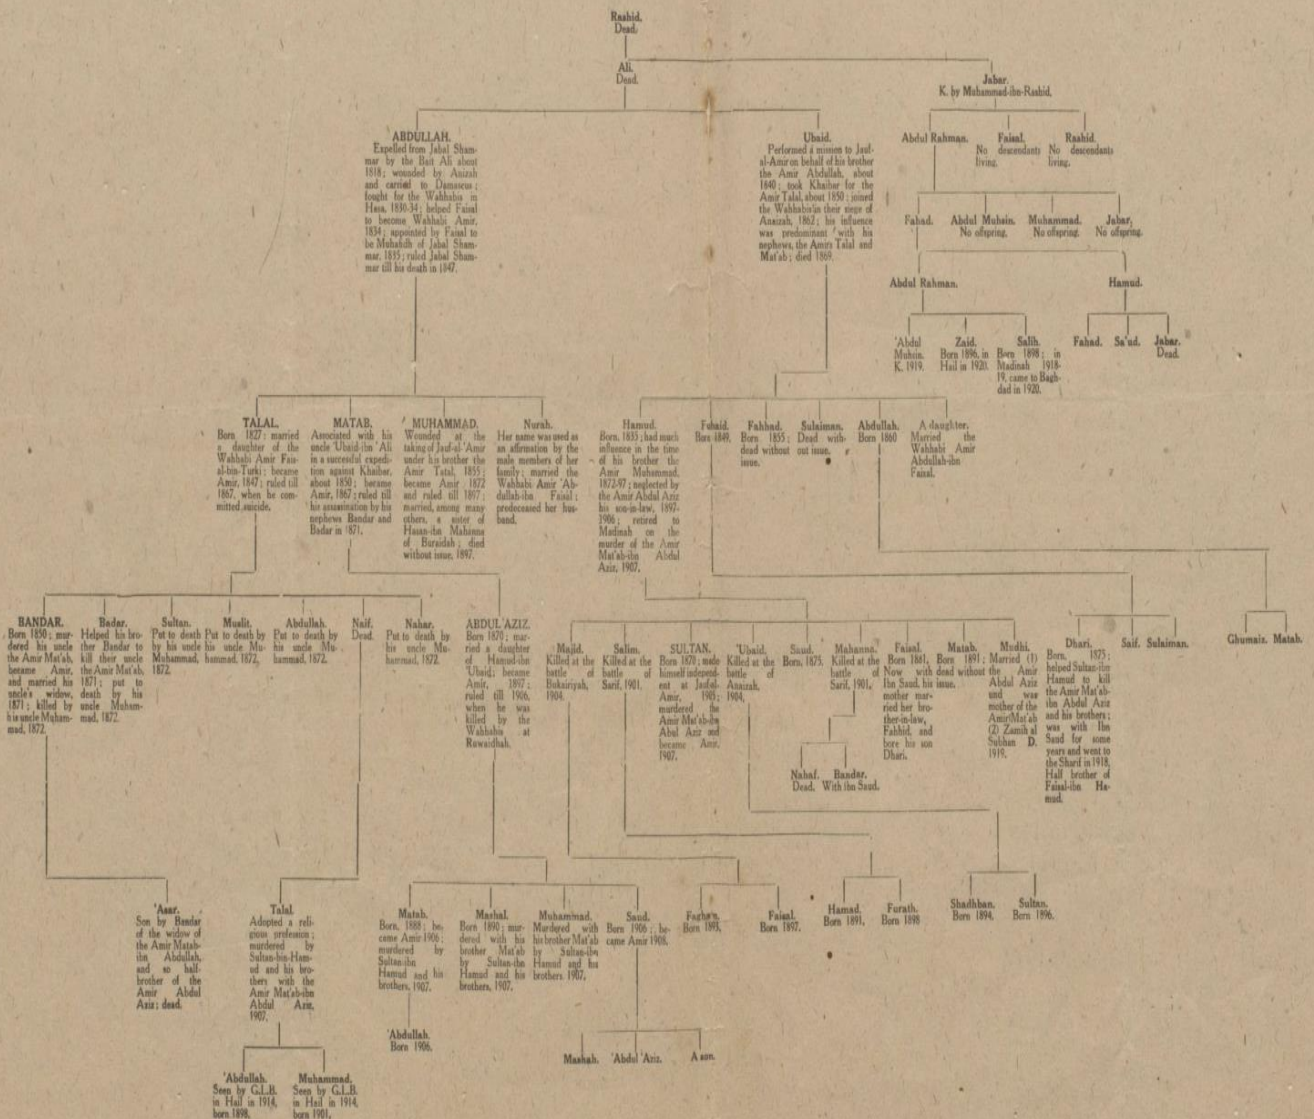 Rashid.
Dead.
Ali.
Dead.
Jabar.
K. by Muhammad-ibn-Rashid.
ABDULLAH.
Expelled from Jabal Sham-
mar by the Bait Ali about
1818; wounded by Anizah
and carried to Damascus;
fought for the Wahhabis in
Hasa, 1830-34; helped Faisal
to become Wahhabi Amir,
1834; appointed by Faisal to
be Muhafidh of Jabal Sham-
mar, 1835; ruled Jabal Sham-
mar till his death in 1847.
Ubaid.
Performed a mission to Jauf-
al-Amir on behalf of his brother
the Amir Abdullah, about
1840; took Khaibar for the
Amir Talal, about 1850; joined
the Wahhabis in their siege of
Anaizah, 1862; his influence
was predominant with his
nephews, the Amirs Talal and
Mat'ab; died 1869.
Abdul Rahman.
Faisal.
No descendants
living.
Rashid.
No descendants
living.
Fahad.
Abdul Muhsin.
No offspring.
Muhammad.
No offspring.
Jabar.
No offspring.
Abdul Rahman.
Hamud.
'Abdul
Muhsin.
K. 1919.
Zaid.
Born 1896, in
Hail in 1920.
Salih.
Born 1898; in
Madinah 1918-
19, came to Bagh-
dad in 1920.
Fahad.
Sa'ud.
Jabar.
Dead.
TALAL.
Born 1827; married
a daughter of the
Wahhabi Amir Fais-
al-bin-Turki; became
Amir, 1847; ruled till
1867, when he com-
mitted suicide.
MATAB.
Associated with his
uncle 'Ubaid-ibn 'Ali
in a successful expedi-
tion against Khaibar,
about 1850; became
Amir, 1867; ruled till
his assassination by his
nephews Bandar and
Badar in 1871.
MUHAMMAD.
Wounded at the
taking of Jauf-al-'Amir
under his brother the
Amir Talal, 1855;
became Amir 1872
and ruled till 1897;
married, among many
others, a sister of
Hasan-ibn Mahanna
of Buraidah; died
without issue, 1897.
Nurah.
Her name was used as
an affirmation by the
male members of her
family; married the
Wahhabi Amir 'Ab-
dullah-ibn Faisal;
predeceased her hus-
band.
Hamud.
Born, 1835; had much
influence in the time
of his brother the
Amir Muhammad,
1872-97; neglected by
the Amir Abdul Aziz
his son-in-law, 1897-
1906; retired to
Madinah on the
murder of the Amir
Mat'ab-ibn Abdul
Aziz, 1907.
Fuhaid.
Born 1849.
Fahhad.
Born 1855;
dead without
issue.
Sulaiman.
Dead with-
out issue.
Abdullah.
Born 1860
A daughter.
Married the
Wahhabi Amir
Abdullah-ibn
Faisal.
BANDAR.
Born 1850; mur-
dered his uncle
the Amir Mat'ab,
became Amir,
and married his
uncle's widow,
1871; killed by
his uncle Muham-
mad, 1872.
Badar.
Helped his bro-
ther Bandar to
kill their uncle
the Amir Mat'ab,
1871; put to
death by his
uncle Muham-
mad, 1872.
Sultan.
Put to death
by his uncle
Muhammad,
1872.
Muslit.
Put to death by
his uncle Mu-
hammad, 1872.
Abdullah.
Put to death by
his uncle Mu-
hammad, 1872.
Naif.
Dead.
Nahar.
Put to death by
his uncle Mu-
hammad, 1872.
ABDUL 'AZIZ.
Born 1870; mar-
ried a daughter
of Hamud-ibn
'Ubaid; became
Amir, 1897;
ruled till 1906,
when he was
killed by the
Wahhabis at
Rawaidhah.
Majid.
Killed at the
battle of
Bukairiyah,
1904.
Salim.
Killed at the
battle of
Sarif, 1901.
SULTAN.
Born 1870; made
himself independ-
ent at Jauf-al-
Amir, 1905;
murdered the
Amir Mat'ab-ibn
Abul Aziz and
became Amir,
1907.
'Ubaid.
Killed at the
battle of
Anaizah,
1904.
Saud.
Born, 1875.
Mahanna.
Killed at the
battle of
Sarif, 1901.
Faisal.
Born 1861.
Now with
Ibn Saud, his
mother mar-
ried her bro-
ther-in-law,
Fahhid, and
bore his son
Dhari.
Matab.
Born 1891;
dead without
issue.
Mudhi.
Married (1)
the Amir
Abdul Aziz
and was
mother of the
Amir Mat'ab
(2) Zamih al
Subhan D.
1919.
Dhari.
Born, 1875;
helped Sultan-ibn
Hamud to kill
the Amir Mat'ab-
ibn Abdul Aziz
and his brothers;
was with Ibn
Saud for some
years and went to
the Sharif in 1918.
Half brother of
Faisal-ibn Ha-
mud.
Saif.
Sulaiman.
Ghumaiz.
Matab.
Nahaf.
Dead.
Bandar.
With ibn Saud.
'Asar.
Son by Bandar
of the widow of
the Amir Matab-
ibn Abdullah,
and so half-
brother of the
Amir Abdul
Aziz; dead.
Talal.
Adopted a reli-
gious profession;
murdered by
Sultan-bin-Ham-
ud and his bro-
thers with the
Amir Mat'ab-ibn
Abdul Aziz,
1907.
Matab.
Born, 1888; be-
came Amir 1906;
murdered by
Sultan-ibn
Hamud and his
brothers, 1907.
Mashal.
Born 1890; mur-
dered with his
brother Mat'ab
by Sultan-ibn
Hamud and his
brothers, 1907.
Muhammad.
Murdered with
his brother Mat'ab
by Sultan-ibn
Hamud and his
brothers, 1907.
Saud.
Born 1906; be-
came Amir 1908.
Born 1895.
Faisal.
Born 1897.
Hamad.
Born 1891.
Furath.
Born 1898
Shadhban.
Born 1894.
Sultan.
Born 1896.
'Abdullah.
Born 1906.
Mashah.
'Abdul 'Aziz.
A son.
'Abdullah.
Seen by G.L.B.
in Hail in 1914,
born 1898.
Muhammad.
Seen by G.L.B.
in Hail in 1914,
born 1901.